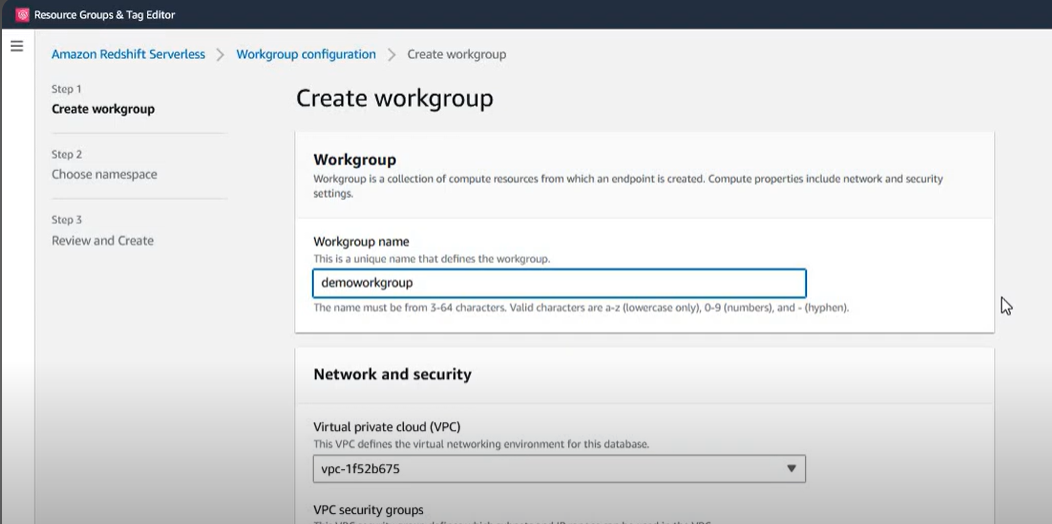 Resource Groups & Tag Editor
Amazon Redshift Serverless > Workgroup configuration > Create workgroup
Step 1
Create workgroup
Step 2
Choose namespace
Step 3
Review and Create
Create workgroup
Workgroup
Workgroup is a collection of compute resources from which an endpoint is created. Compute properties include network and security
settings.
Workgroup name
This is a unique name that defines the workgroup.
demoworkgroup
The name must be from 3-64 characters. Valid characters are a-z (lowercase only), 0-9 (numbers), and - (hyphen).
Network and security
Virtual private cloud (VPC)
This VPC defines the virtual networking environment for this database.
vpc-1f52b675
VPC security groups